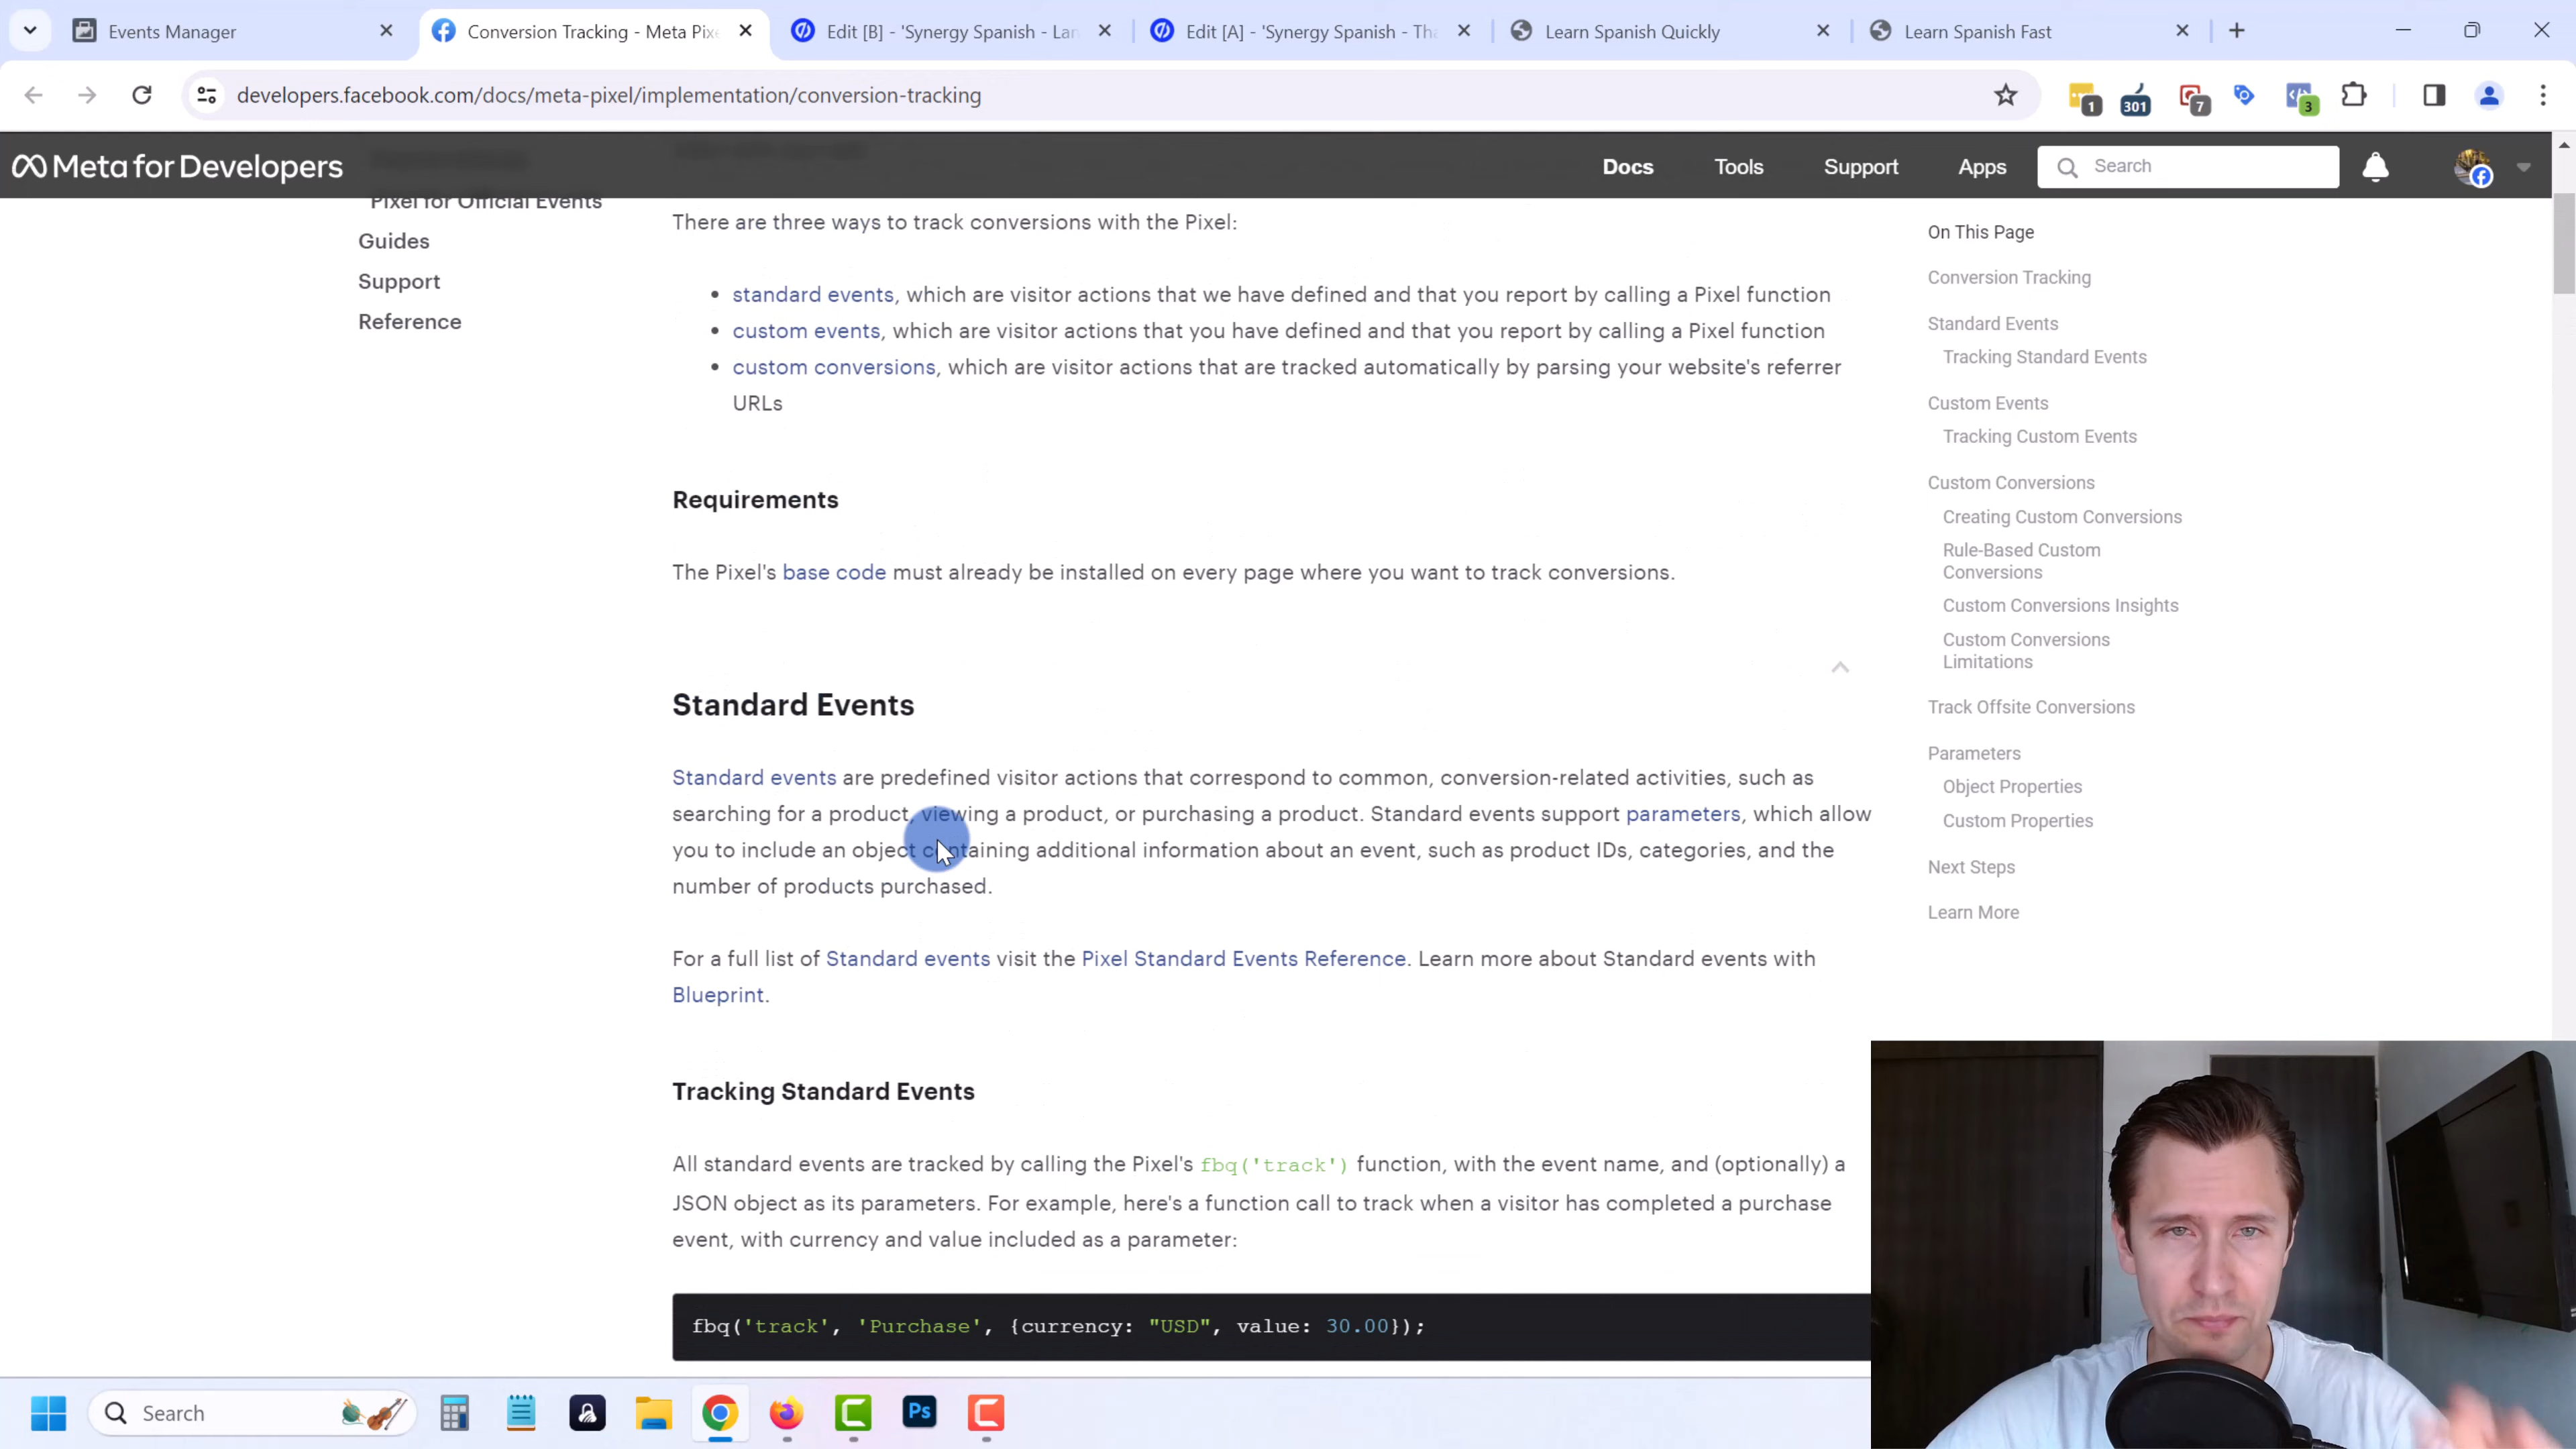 Events Manager
Conversion Tracking - Meta Pixe
Edit [B] - 'Synergy Spanish - Lan
Edit [A] - 'Synergy Spanish - Tha
Learn Spanish Quickly
Learn Spanish Fast
developers.facebook.com/docs/meta-pixel/implementation/conversion-tracking
1
301
7
3
Meta for Developers
Docs
Tools
Support
Apps
Search
Pixel for Official Events
Guides
Support
Reference
There are three ways to track conversions with the Pixel:
• standard events, which are visitor actions that we have defined and that you report by calling a Pixel function
• custom events, which are visitor actions that you have defined and that you report by calling a Pixel function
• custom conversions, which are visitor actions that are tracked automatically by parsing your website's referrer
URLs
Requirements
The Pixel's base code must already be installed on every page where you want to track conversions.
Standard Events
Standard events are predefined visitor actions that correspond to common, conversion-related activities, such as
searching for a product, viewing a product, or purchasing a product. Standard events support parameters, which allow
you to include an object containing additional information about an event, such as product IDs, categories, and the
number of products purchased.
For a full list of Standard events visit the Pixel Standard Events Reference. Learn more about Standard events with
Blueprint.
Tracking Standard Events
All standard events are tracked by calling the Pixel's fbq('track') function, with the event name, and (optionally) a
JSON object as its parameters. For example, here's a function call to track when a visitor has completed a purchase
event, with currency and value included as a parameter:
fbq('track', 'Purchase', {currency: "USD", value: 30.00});
On This Page
Conversion Tracking
Standard Events
Tracking Standard Events
Custom Events
Tracking Custom Events
Custom Conversions
Creating Custom Conversions
Rule-Based Custom
Conversions
Custom Conversions Insights
Custom Conversions
Limitations
Track Offsite Conversions
Parameters
Object Properties
Custom Properties
Next Steps
Learn More
Search
Ps